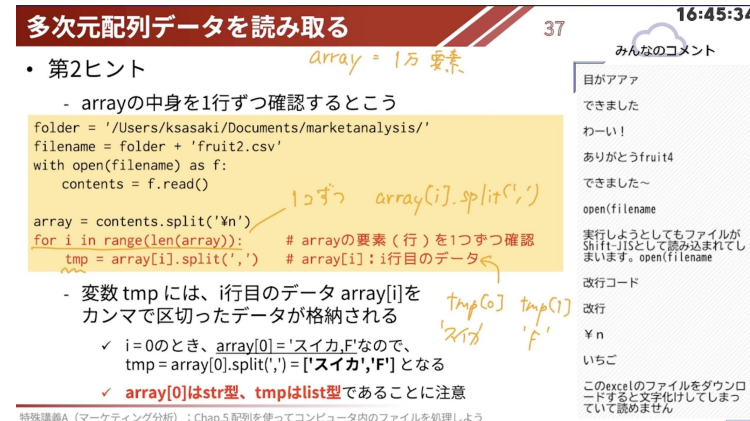 16:45:34
多次元配列データを読み取る
37
みんなのコメント
array = 1万 要素
• 第2ヒント
- arrayの中身を1行ずつ確認するとこう
folder = '/Users/ksasaki/Documents/marketanalysis/'
filename = folder + 'fruit2.csv'
with open(filename) as f:
contents = f.read()
1つずつ array[i].split(',')
array = contents.split('¥n')
for i in range(len(array)): # arrayの要素(行)を1つずつ確認
tmp = array[i].split(',') # array[i]:i行目のデータ
- 変数 tmp には、i行目のデータ array[i]を
カンマで区切ったデータが格納される
tmp[0] tmp[1]
'スイカ' 'F'
✓ i = 0のとき、array[0] = 'スイカ,F'なので、
tmp = array[0].split(',') = ['スイカ','F'] となる
✓ array[0]はstr型、tmpはlist型であることに注意
特殊講義A(マーケティング分析):Chap.5 配列を使ってコンピュータ内のファイルを処理しよう
目がアアァ
できました
わーい!
ありがとうfruit4
できました~
open(filename
実行しようとしてもファイルが
Shift-JISとして読み込まれてし
まいます。open(filename
改行コード
改行
¥n
いちご
このexcelのファイルをダウンロ
ードすると文字化けしてしまっ
ていて読めません